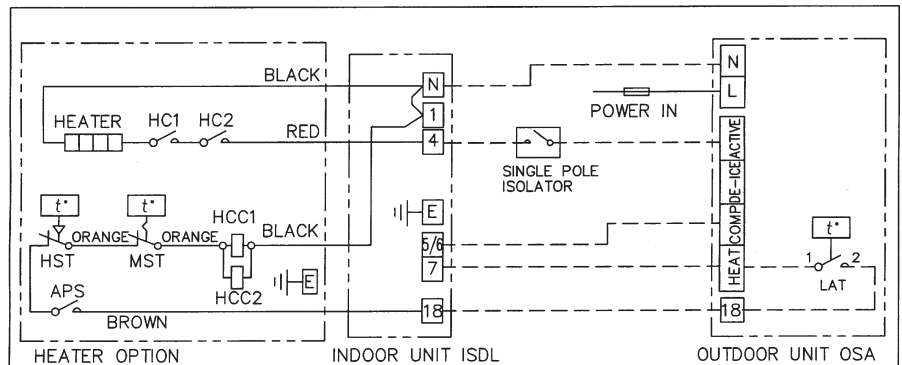 BLACK
N
N
L
POWER IN
HEATER
HC1
HC2
RED
1
4
SINGLE POLE
ISOLATOR
ACTIVE
DE-ICE
COMP
HEAT
t°
t°
HCC1
BLACK
E
ORANGE
ORANGE
HST
MST
5/6
t°
1
2
LAT
7
HCC2
E
APS
BROWN
18
18
HEATER OPTION
INDOOR UNIT ISDL
OUTDOOR UNIT OSA